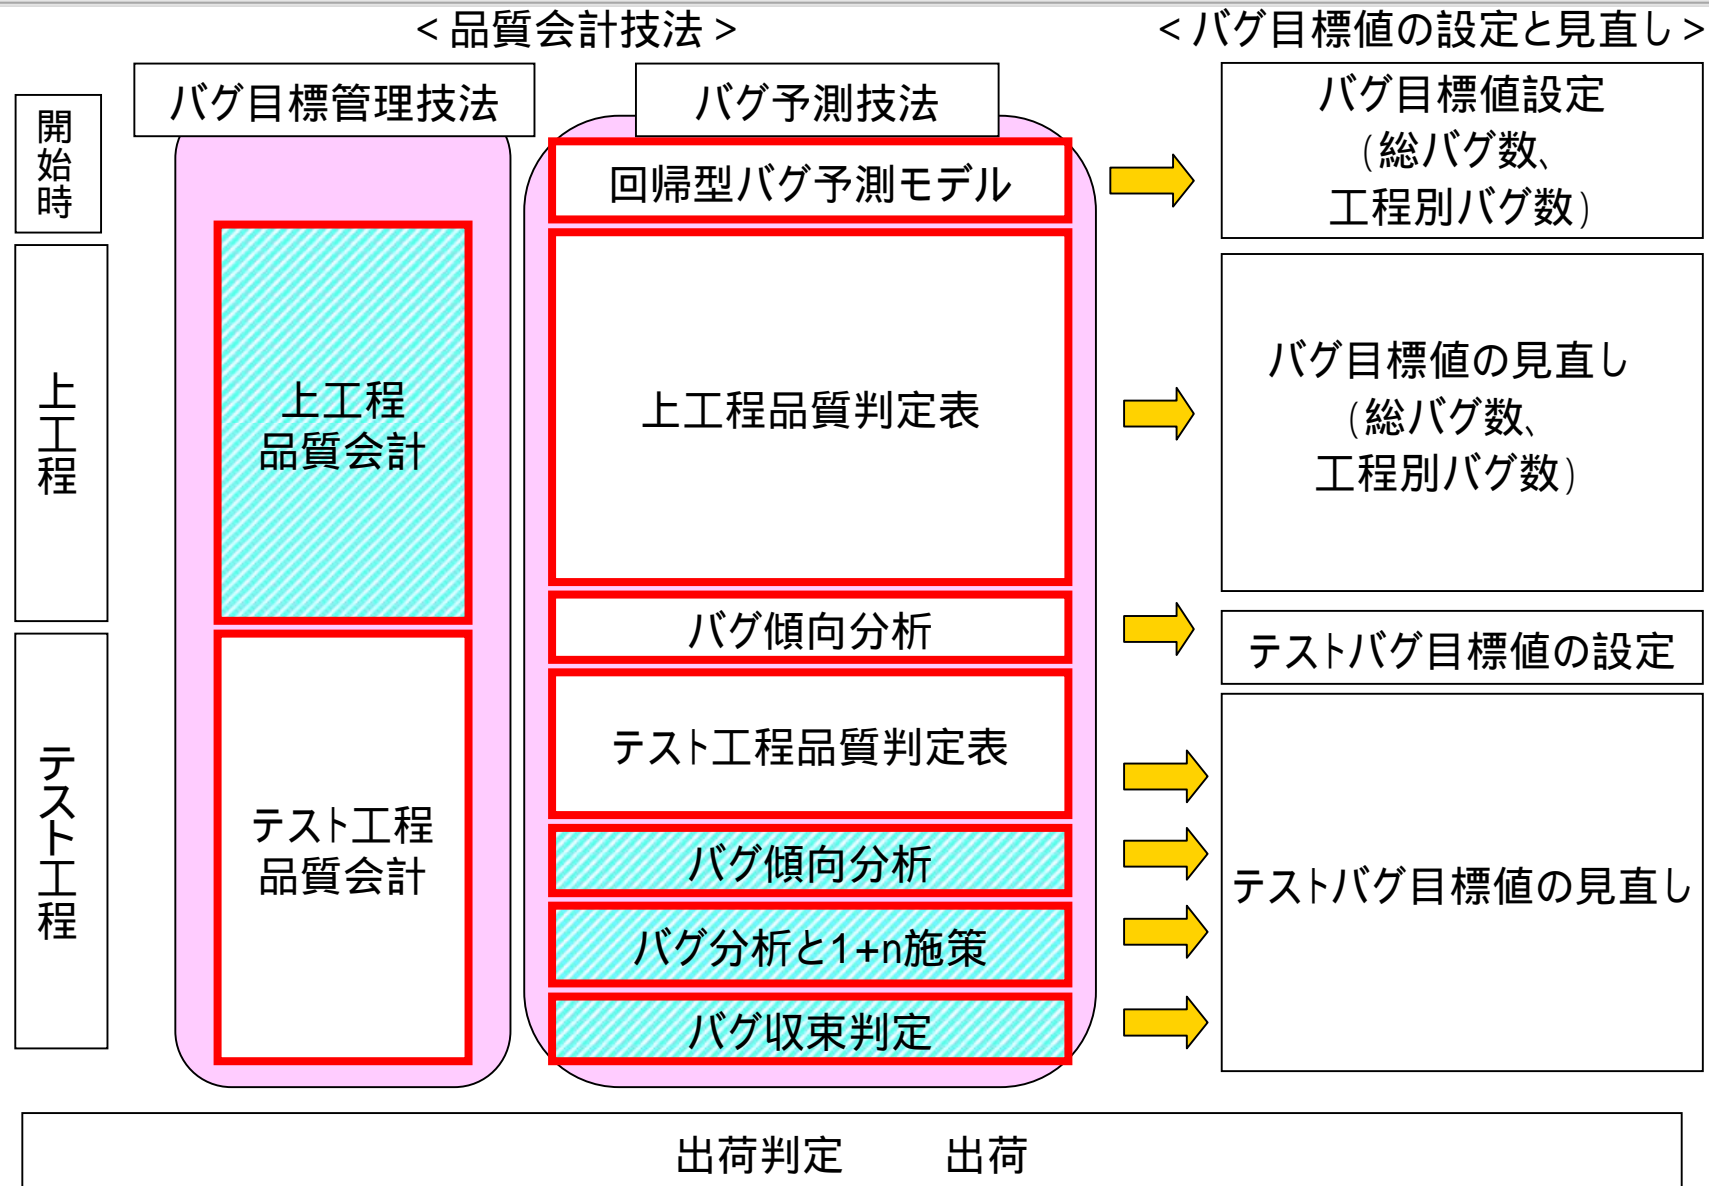 ＜品質会計技法＞
＜バグ目標値の設定と見直し＞
バグ目標管理技法
バグ予測技法
開始時
回帰型バグ予測モデル
バグ目標値設定
（総バグ数、
工程別バグ数）
上工程
上工程
品質会計
上工程品質判定表
バグ目標値の見直し
（総バグ数、
工程別バグ数）
バグ傾向分析
テストバグ目標値の設定
テスト工程
テスト工程
品質会計
テスト工程品質判定表
バグ傾向分析
バグ分析と1+n施策
バグ収束判定
テストバグ目標値の見直し
出荷判定　　出荷